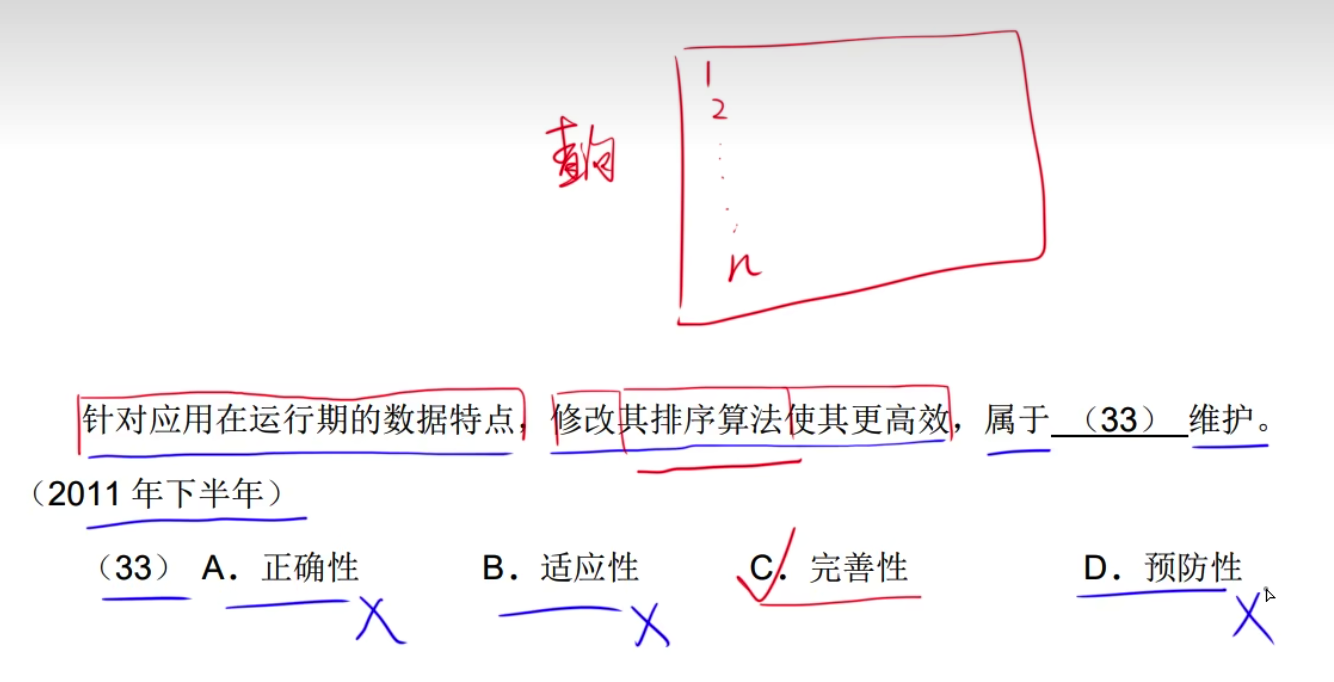 1
2
查询
n
针对应用在运行期的数据特点，修改其排序算法使其更高效，属于（33）维护。
（2011 年下半年）
（33） A．正确性 B．适应性 C．完善性 D．预防性